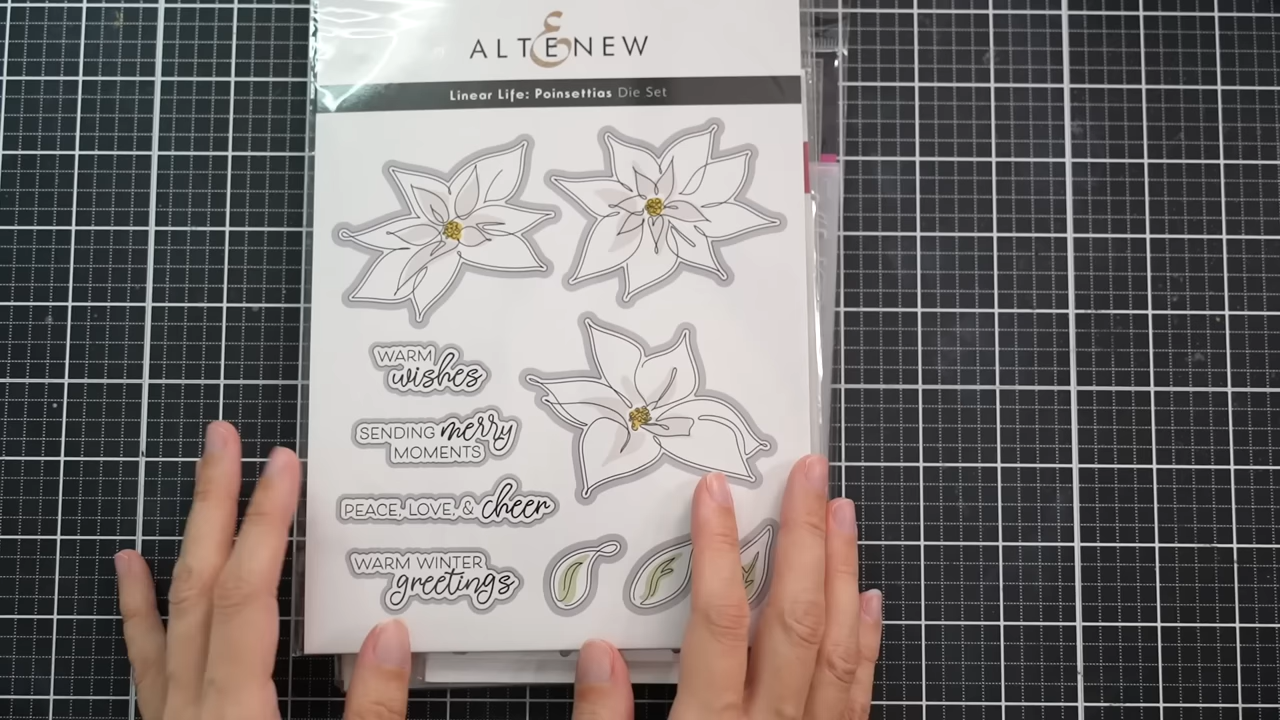 ALTENEW
Linear Life: Poinsettias Die Set
WARM
wishes
SENDING merry
MOMENTS
PEACE, LOVE, & cheer
WARM WINTER
greetings